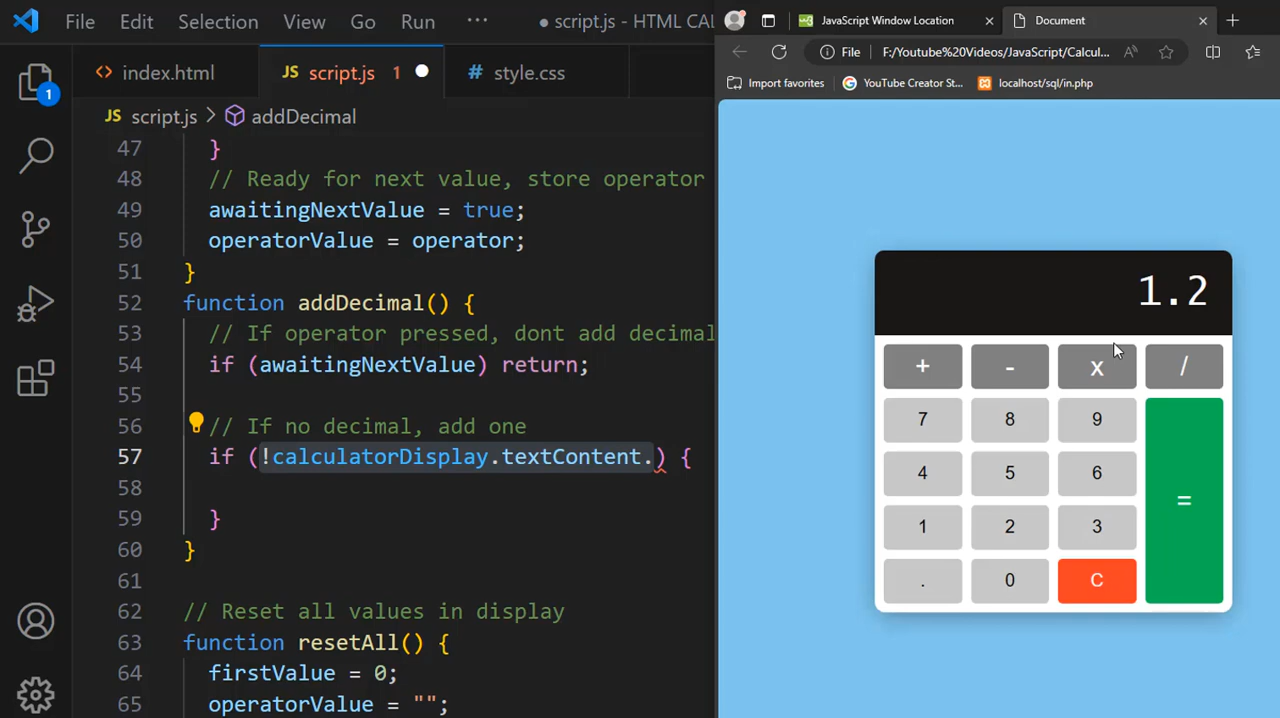 File Edit Selection View Go Run ··· ● script.js - HTML CAL
<> index.html JS script.js 1 # style.css
JS script.js > addDecimal
1
47 }
48 // Ready for next value, store operator
49 awaitingNextValue = true;
50 operatorValue = operator;
51 }
52 function addDecimal() {
53 // If operator pressed, dont add decimal
54 if (awaitingNextValue) return;
55
56 // If no decimal, add one
57 if (!calculatorDisplay.textContent.) {
58
59 }
60 }
61
62 // Reset all values in display
63 function resetAll() {
64 firstValue = 0;
65 operatorValue = "";
JavaScript Window Location Document
File F:/Youtube%20Videos/JavaScript/Calcul...
Import favorites YouTube Creator St... localhost/sql/in.php
1.2
+ - x /
7 8 9
4 5 6 =
1 2 3
. 0 C